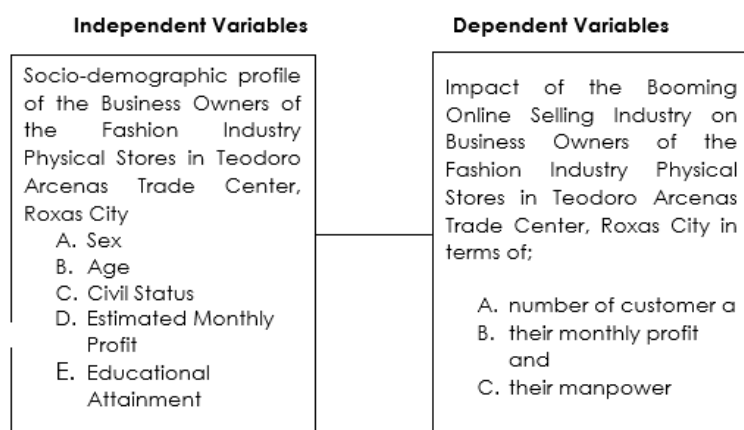 Independent Variables
Socio-demographic profile
of the Business Owners of
the Fashion Industry
Physical Stores in Teodoro
Arcenas Trade Center,
Roxas City
A. Sex
B. Age
C. Civil Status
D. Estimated Monthly
Profit
E. Educational
Attainment
Dependent Variables
Impact of the Booming
Online Selling Industry on
Business Owners of the
Fashion Industry Physical
Stores in Teodoro Arcenas
Trade Center, Roxas City in
terms of;
A. number of customer a
B. their monthly profit
and
C. their manpower